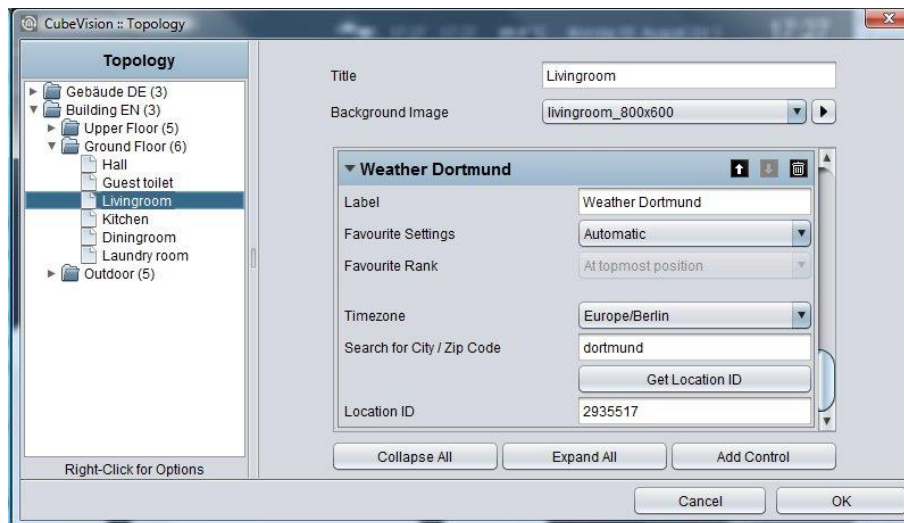 CubeVision :: Topology
Topology
Gebäude DE (3)
Building EN (3)
Upper Floor (5)
Ground Floor (6)
Hall
Guest toilet
Livingroom
Kitchen
Diningroom
Laundry room
Outdoor (5)
Right-Click for Options
Title Livingroom
Background Image livingroom_800x600
Weather Dortmund
Label Weather Dortmund
Favourite Settings Automatic
Favourite Rank At topmost position
Timezone Europe/Berlin
Search for City / Zip Code dortmund
Get Location ID
Location ID 2935517
Collapse All Expand All Add Control
Cancel OK